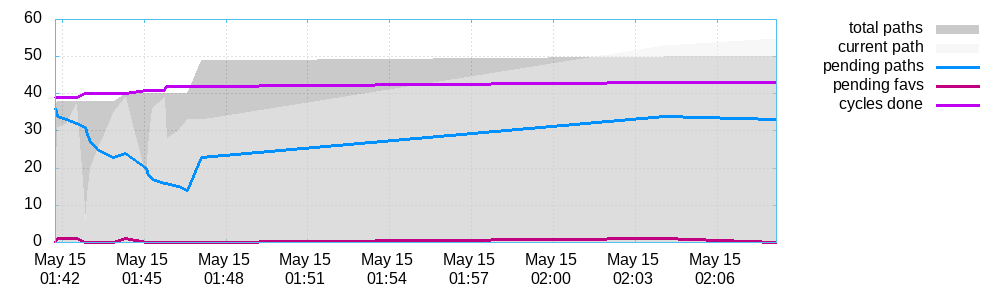 60
50
40
30
20
10
0
May 15 May 15 May 15 May 15 May 15 May 15 May 15 May 15 May 15
01:42 01:45 01:48 01:51 01:54 01:57 02:00 02:03 02:06
total paths
current path
pending paths
pending favs
cycles done